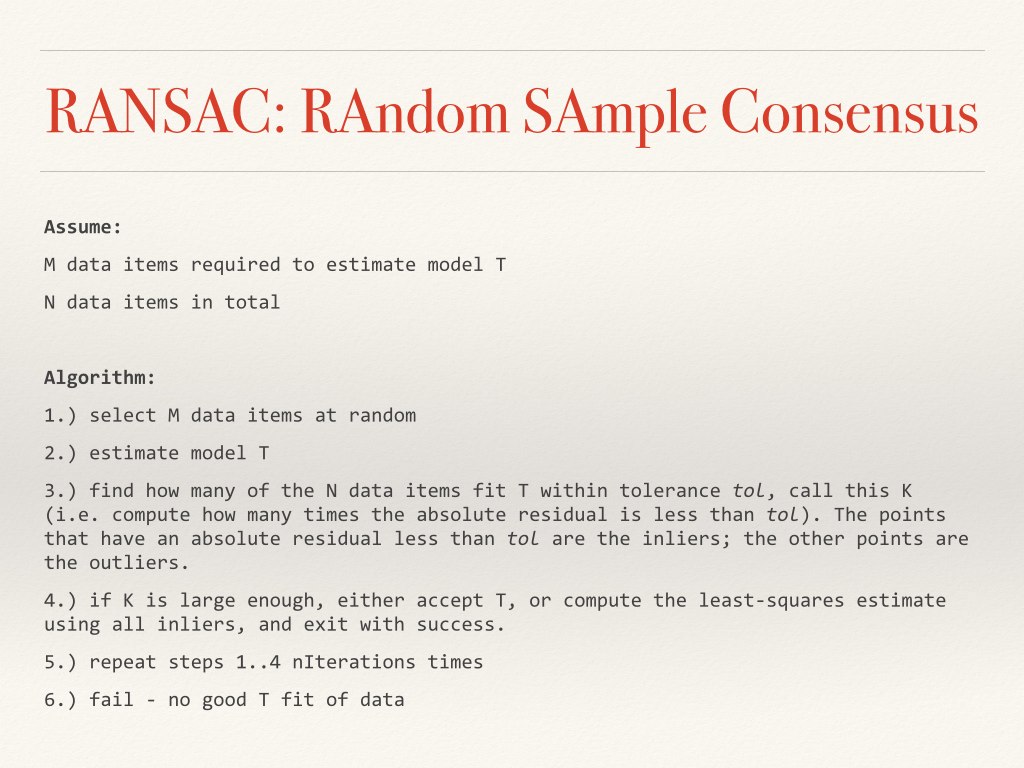 RANSAC: RAndom SAmple Consensus
Assume:
M data items required to estimate model T
N data items in total
Algorithm:
1.) select M data items at random
2.) estimate model T
3.) find how many of the N data items fit T within tolerance tol, call this K
(i.e. compute how many times the absolute residual is less than tol). The points
that have an absolute residual less than tol are the inliers; the other points are
the outliers.
4.) if K is large enough, either accept T, or compute the least-squares estimate
using all inliers, and exit with success.
5.) repeat steps 1..4 nIterations times
6.) fail - no good T fit of data